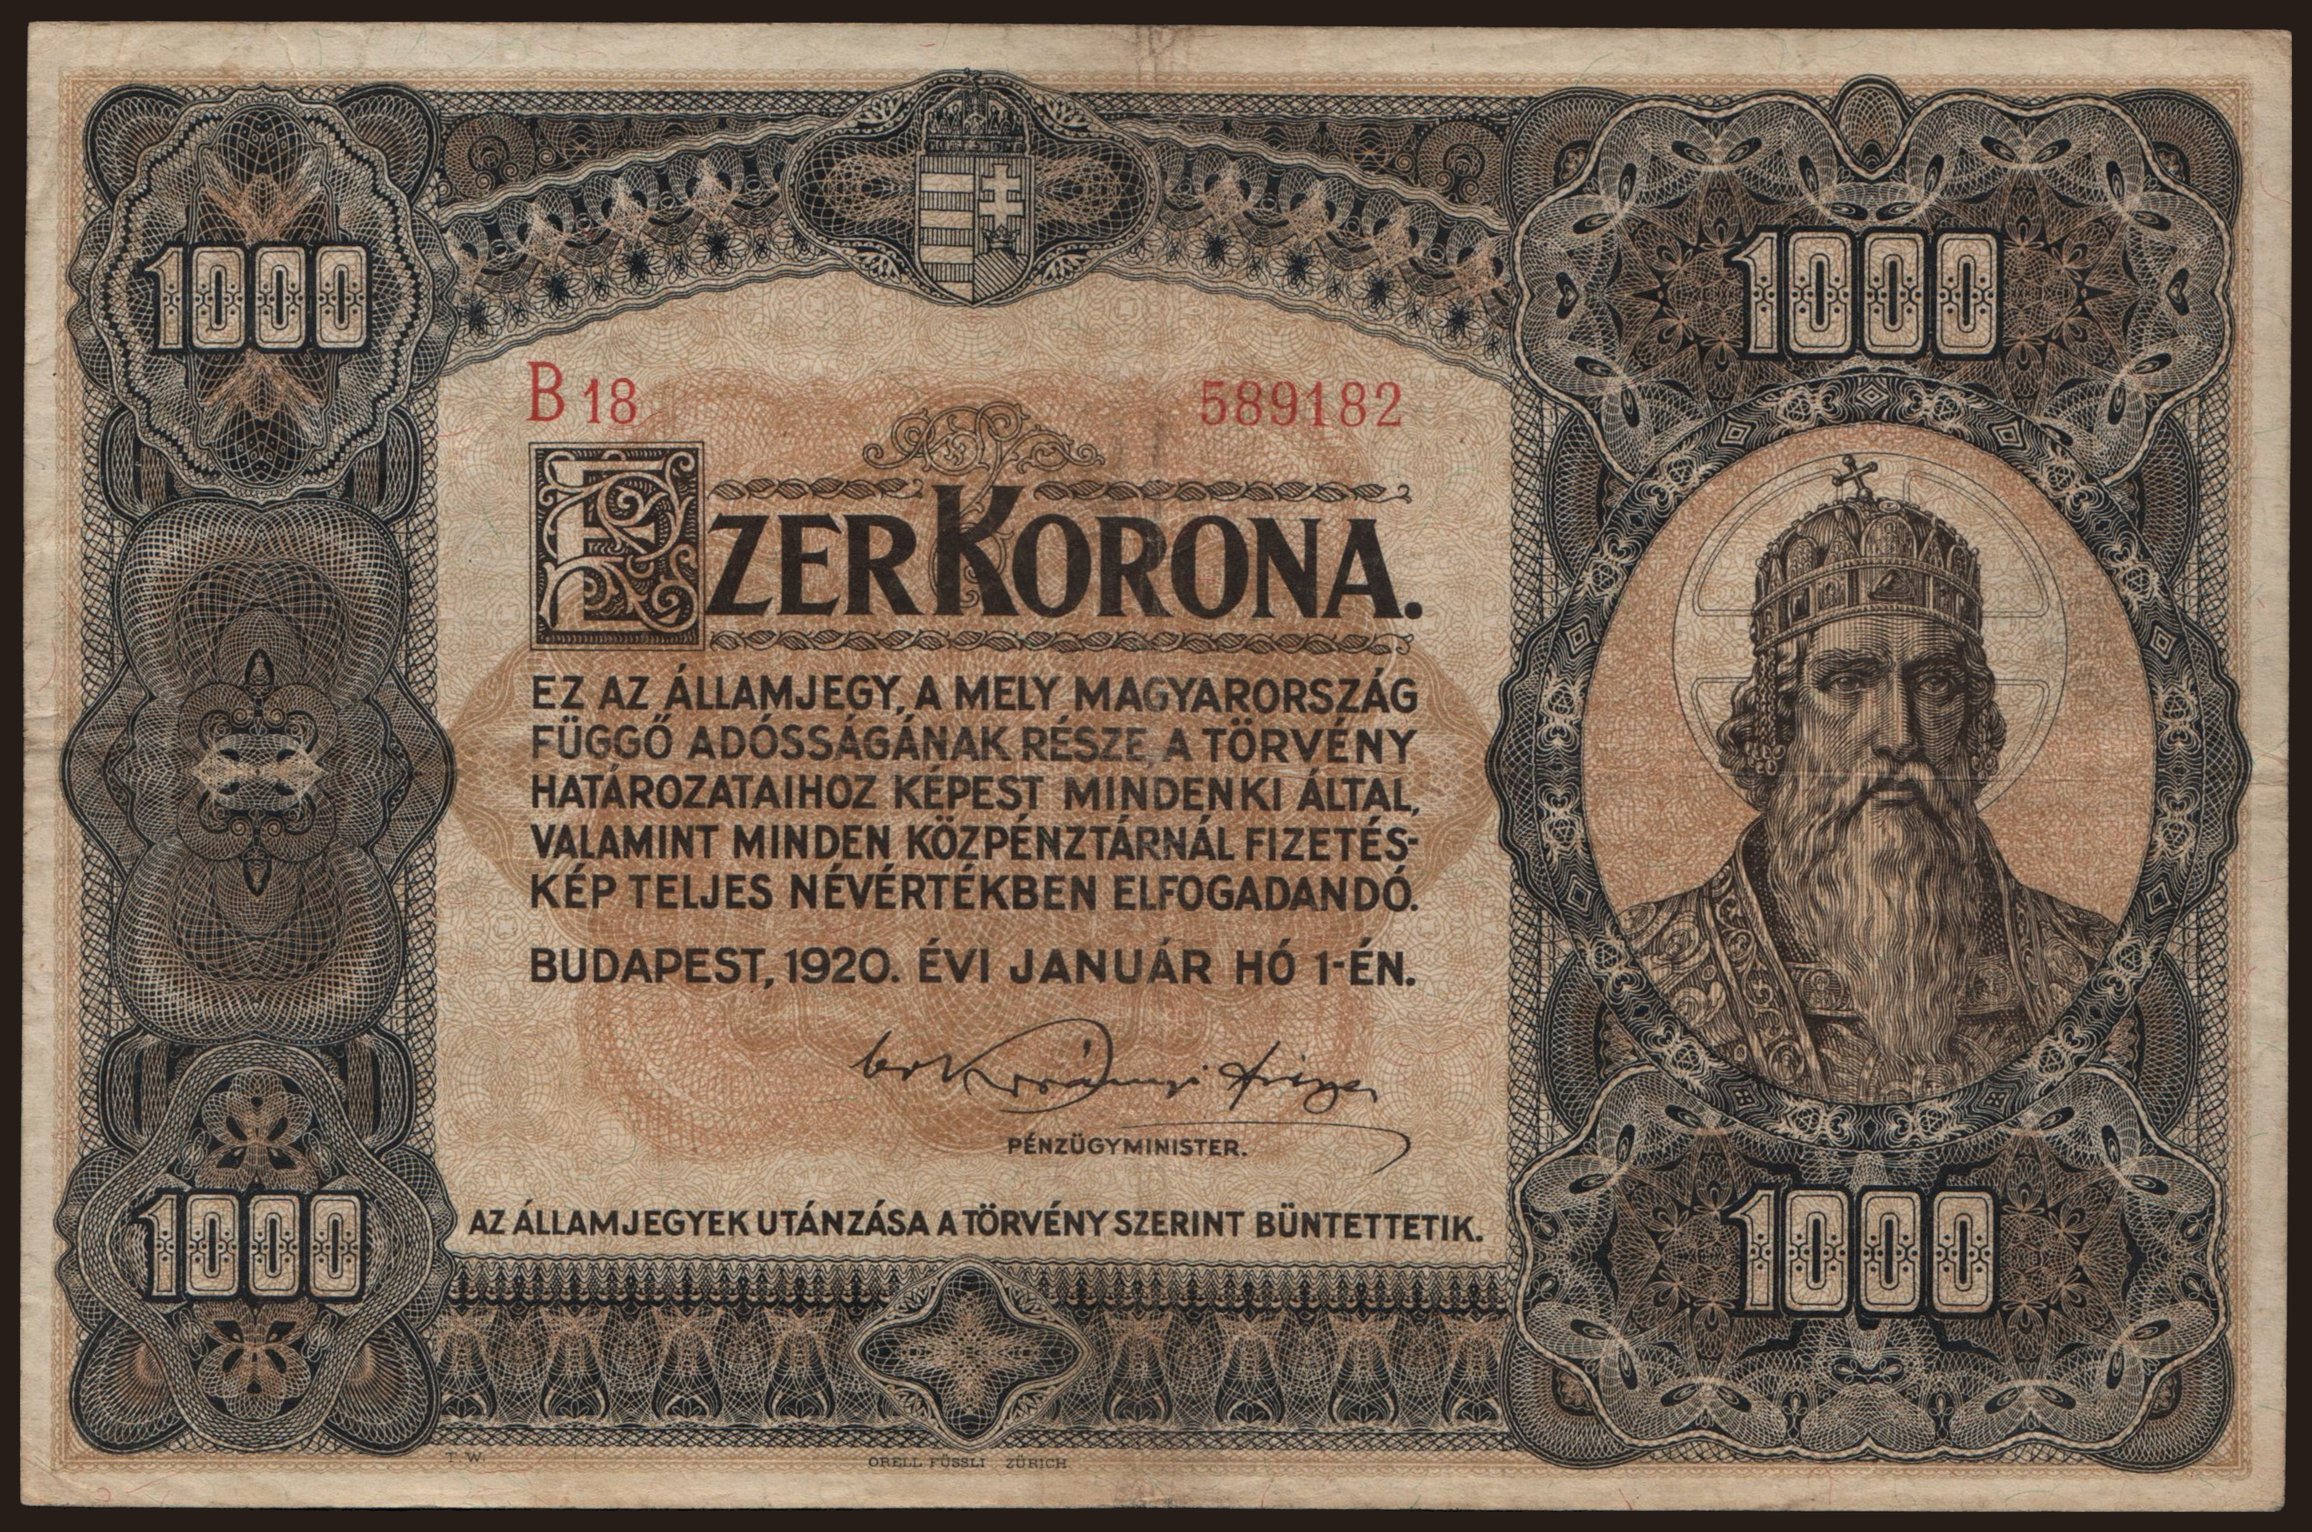 1000
1000
B 18
589182
EZER KORONA.
EZ AZ ÁLLAMJEGY, A MELY MAGYARORSZÁG
FÜGGŐ ADÓSSÁGÁNAK RÉSZE, A TÖRVÉNY
HATÁROZATAIHOZ KÉPEST MINDENKI ÁLTAL,
VALAMINT MINDEN KÖZPÉNZTÁRNÁL FIZETÉS-
KÉP TELJES NÉVÉRTÉKBEN ELFOGADANDÓ.
BUDAPEST, 1920. ÉVI JANUÁR HÓ 1-ÉN.
Korányi Frigyes
PÉNZÜGYMINISTER.
1000
1000
AZ ÁLLAMJEGYEK UTÁNZÁSA A TÖRVÉNY SZERINT BÜNTETTETIK.
T. W.
ORELL FÜSSLI ZÜRICH